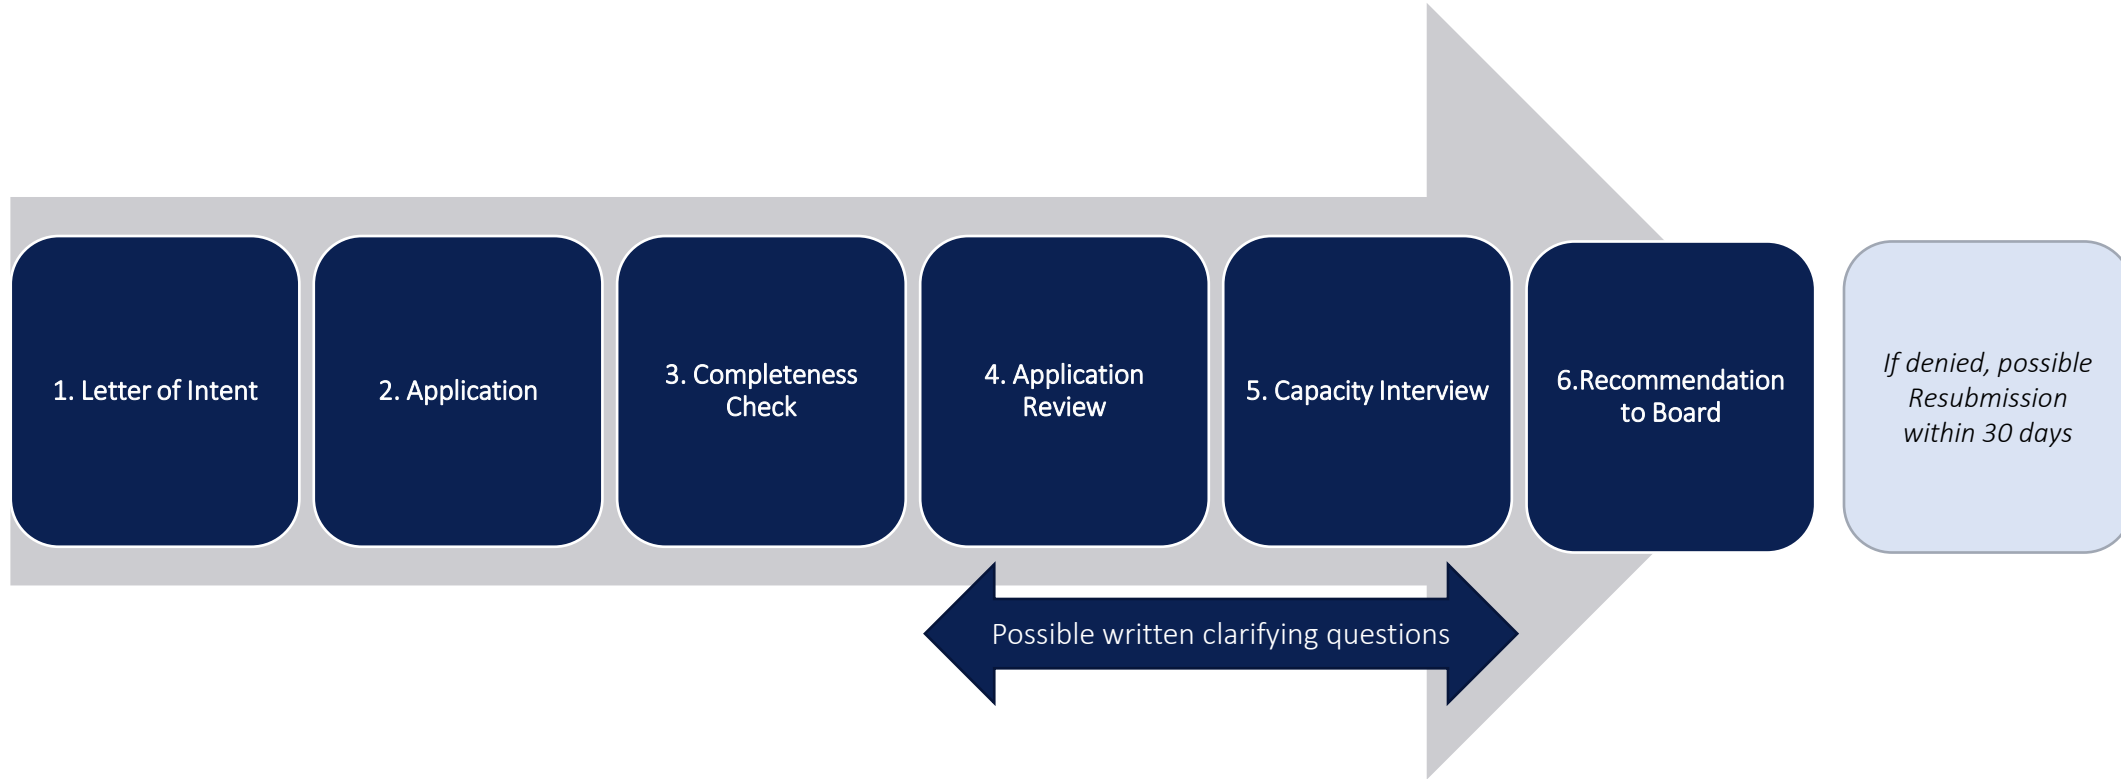 1. Letter of Intent
2. Application
3. Completeness
Check
4. Application
Review
5. Capacity Interview
6.Recommendation
to Board
If denied, possible
Resubmission
within 30 days
Possible written clarifying questions